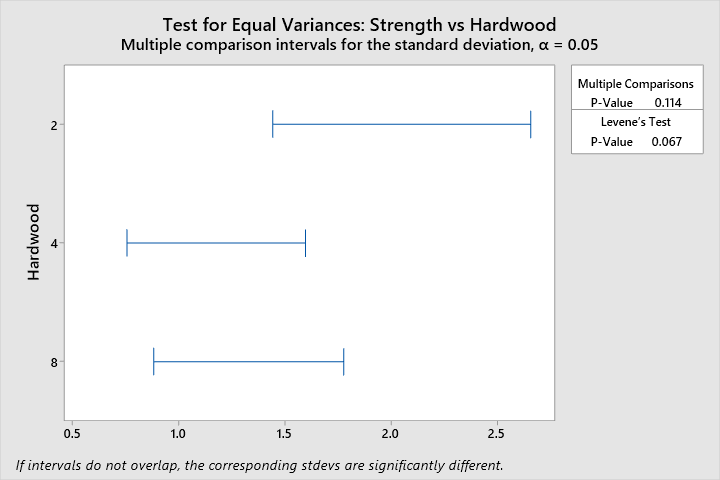 Test for Equal Variances: Strength vs Hardwood
Multiple comparison intervals for the standard deviation, α = 0.05
Multiple Comparisons
P-Value 0.114
Levene's Test
P-Value 0.067
Hardwood
2
4
8
0.5 1.0 1.5 2.0 2.5
If intervals do not overlap, the corresponding stdevs are significantly different.